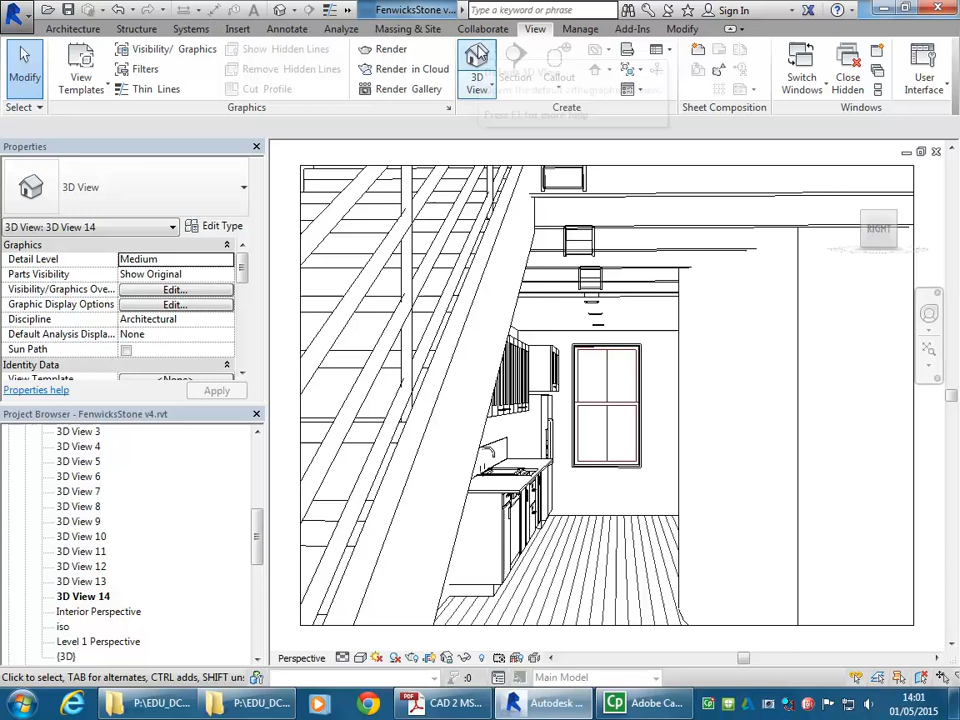 FenwicksStone v...
Type a keyword or phrase
Sign In
Architecture Structure Systems Insert Annotate Analyze Massing & Site Collaborate View Manage Add-Ins Modify
Modify
View
Templates
Visibility/ Graphics
Filters
Thin Lines
Show Hidden Lines
Remove Hidden Lines
Cut Profile
Render
Render in Cloud
Render Gallery
3D
View
Section
Callout
Switch
Windows
Close
Hidden
User
Interface
Select Graphics Create Sheet Composition Windows
Press F1 for more help
Properties
3D View
3D View: 3D View 14
Edit Type
Graphics
Detail Level Medium
Parts Visibility Show Original
Visibility/Graphics Ove... Edit...
Graphic Display Options Edit...
Discipline Architectural
Default Analysis Displa... None
Sun Path
Identity Data
View Template <None>
Properties help
Apply
Project Browser - FenwicksStone v4.rvt
3D View 3
3D View 4
3D View 5
3D View 6
3D View 7
3D View 8
3D View 9
3D View 10
3D View 11
3D View 12
3D View 13
3D View 14
Interior Perspective
iso
Level 1 Perspective
{3D}
RIGHT
Perspective
Click to select, TAB for alternates, CTRL adds, SHIFT un:
:0
Main Model
P:\EDU_DC...
P:\EDU_DC...
CAD 2 MS...
Autodesk ...
Adobe Ca...
14:01
01/05/2015